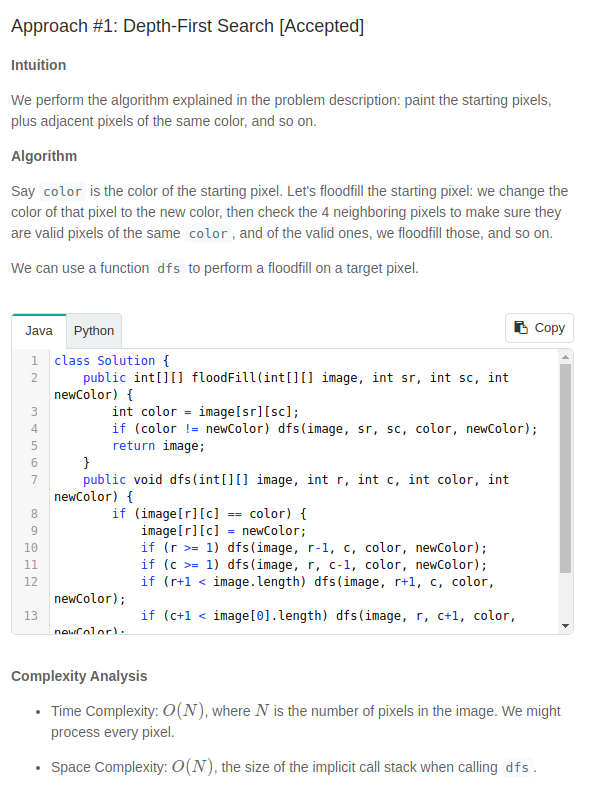 Approach #1: Depth-First Search [Accepted]
Intuition
We perform the algorithm explained in the problem description: paint the starting pixels,
plus adjacent pixels of the same color, and so on.
Algorithm
Say color is the color of the starting pixel. Let's floodfill the starting pixel: we change the
color of that pixel to the new color, then check the 4 neighboring pixels to make sure they
are valid pixels of the same color , and of the valid ones, we floodfill those, and so on.
We can use a function dfs to perform a floodfill on a target pixel.
Java Python Copy
1 class Solution {
2 public int[][] floodFill(int[][] image, int sr, int sc, int
newColor) {
3 int color = image[sr][sc];
4 if (color != newColor) dfs(image, sr, sc, color, newColor);
5 return image;
6 }
7 public void dfs(int[][] image, int r, int c, int color, int
newColor) {
8 if (image[r][c] == color) {
9 image[r][c] = newColor;
10 if (r >= 1) dfs(image, r-1, c, color, newColor);
11 if (c >= 1) dfs(image, r, c-1, color, newColor);
12 if (r+1 < image.length) dfs(image, r+1, c, color,
newColor);
13 if (c+1 < image[0].length) dfs(image, r, c+1, color,
newColor);
Complexity Analysis
• Time Complexity: O(N), where N is the number of pixels in the image. We might
process every pixel.
• Space Complexity: O(N), the size of the implicit call stack when calling dfs .